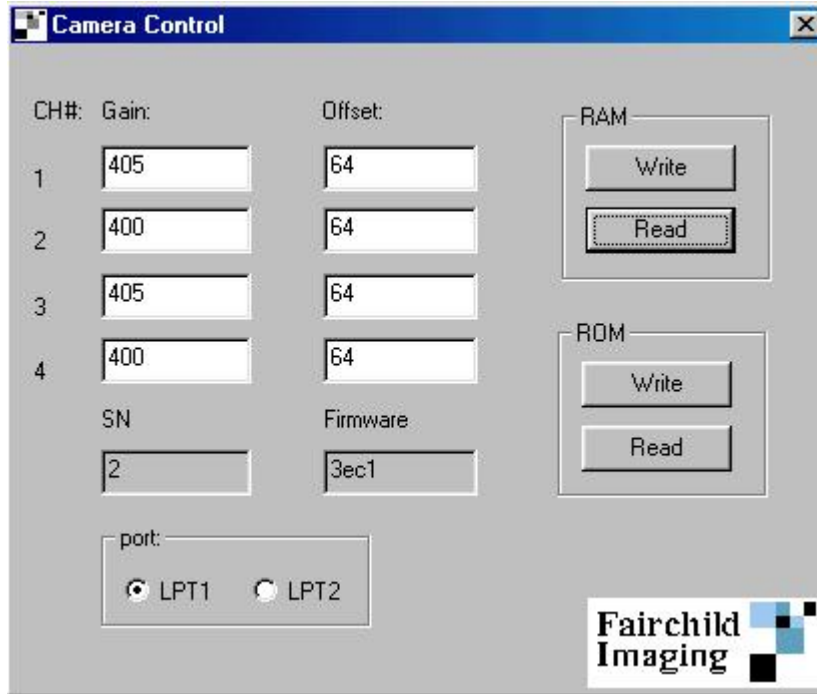 Camera Control
CH#: Gain: Offset:
1 405 64
2 400 64
3 405 64
4 400 64
SN Firmware
2 3ec1
port:
LPT1 LPT2
RAM
Write
Read
ROM
Write
Read
Fairchild
Imaging